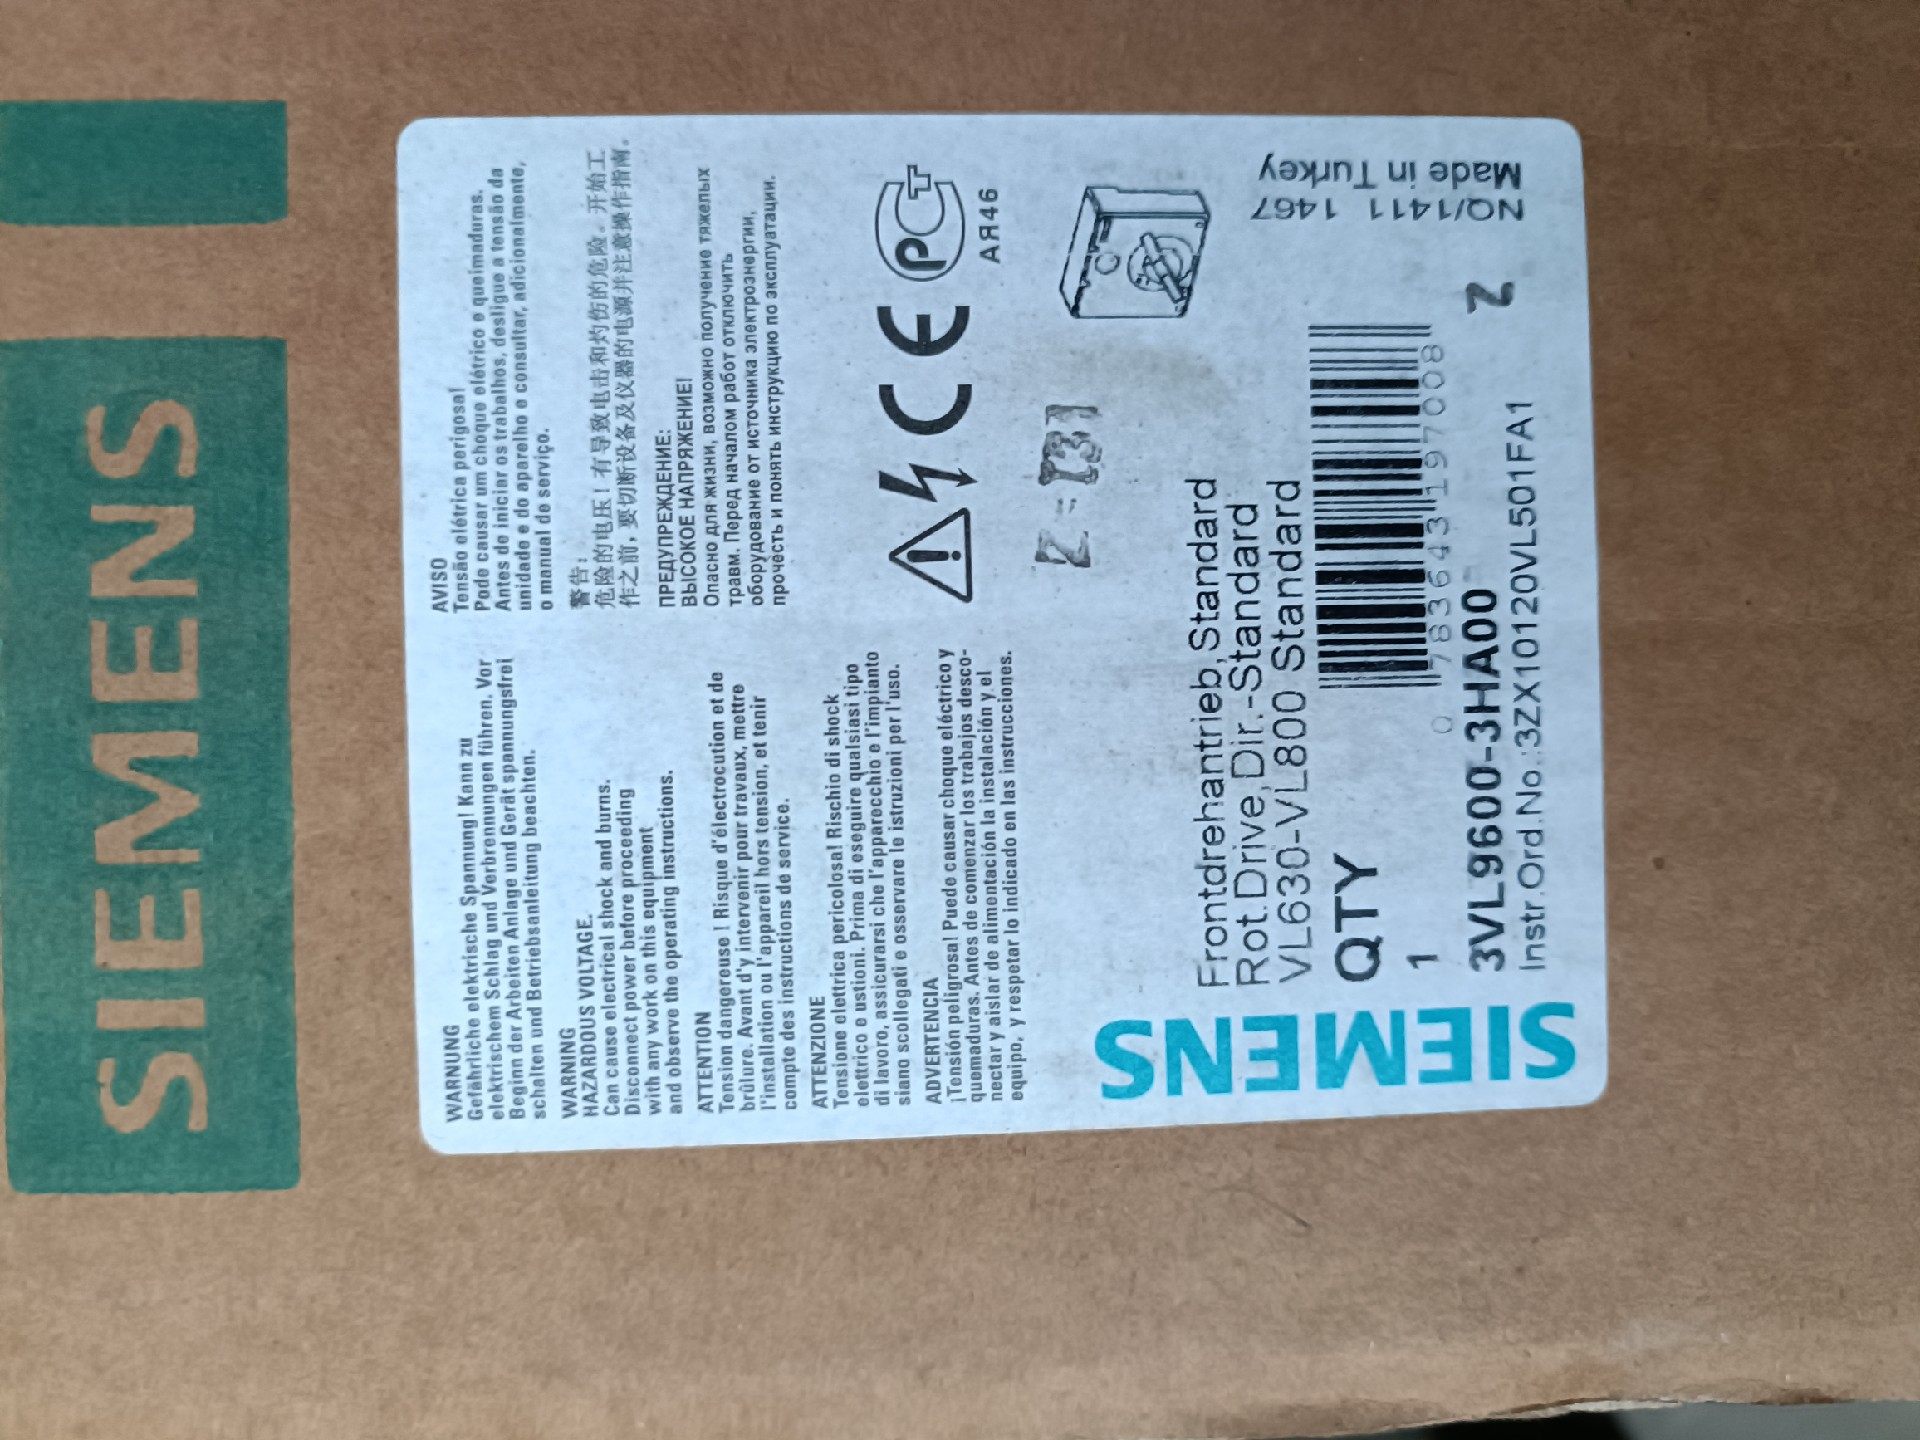 SIEMENS
WARNUNG
Gefährliche elektrische Spannung! Kann zu
elektrischem Schlag und Verbrennungen führen. Vor
Beginn der Arbeiten Anlage und Gerät spannungsfrei
schalten und Betriebsanleitung beachten.
WARNING
HAZARDOUS VOLTAGE.
Can cause electrical shock and burns.
Disconnect power before proceeding
with any work on this equipment
and observe the operating instructions.
ATTENTION
Tension dangereuse ! Risque d'électrocution et de
brûlure. Avant d'y intervenir pour travaux, mettre
l'installation ou l'appareil hors tension, et tenir
compte des instructions de service.
ATTENZIONE
Tensione elettrica pericolosa! Rischio di shock
elettrico e ustioni. Prima di eseguire qualsiasi tipo
di lavoro, assicurarsi che l'apparecchio e l'impianto
siano scollegati e osservare le istruzioni per l'uso.
ADVERTENCIA
¡Tensión peligrosa! Puede causar choque eléctrico y
quemaduras. Antes de comenzar los trabajos desco-
nectar y aislar de alimentación la instalación y el
equipo, y respetar lo indicado en las instrucciones.
AVISO
Tensão elétrica perigosa!
Pode causar um choque elétrico e queimaduras.
Antes de iniciar os trabalhos, desligue a tensão da
unidade e do aparelho e consultar, adicionalmente,
o manual de serviço.
警告:
危险的电压!有导致电击和灼伤的危险。开始工
作之前,要切断设备及仪器的电源并注意操作指南。
ПРЕДУПРЕЖДЕНИЕ:
ВЫСОКОЕ НАПРЯЖЕНИЕ!
Опасно для жизни, возможно получение тяжелых
травм. Перед началом работ отключить
оборудование от источника электроэнергии,
прочесть и понять инструкцию по эксплуатации.
CE
РСТ
АЯ46
SIEMENS
Frontdrehantrieb,Standard
Rot.Drive,Dir.-Standard
VL630-VL800 Standard
QTY
1
0 783643 197008
3VL9600-3HA00 Z
Instr.Ord.No.:3ZX10120VL501FA1
NQ/1411 1467
Made in Turkey